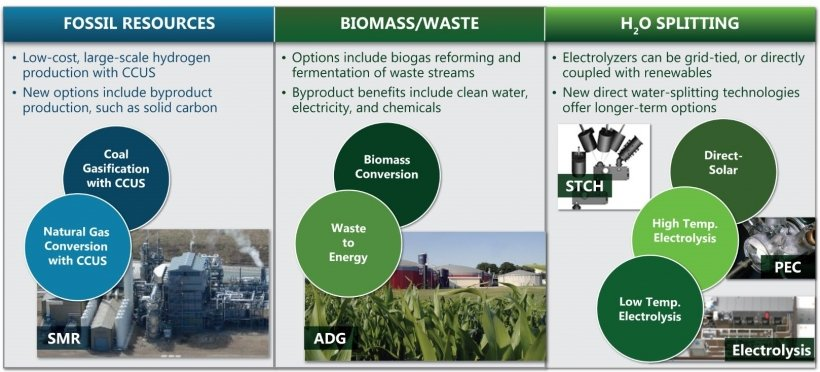 FOSSIL RESOURCES
• Low-cost, large-scale hydrogen
production with CCUS
• New options include byproduct
production, such as solid carbon
Coal
Gasification
with CCUS
Natural Gas
Conversion
with CCUS
SMR
BIOMASS/WASTE
• Options include biogas reforming and
fermentation of waste streams
• Byproduct benefits include clean water,
electricity, and chemicals
Biomass
Conversion
Waste
to
Energy
ADG
H₂O SPLITTING
• Electrolyzers can be grid-tied, or directly
coupled with renewables
• New direct water-splitting technologies
offer longer-term options
STCH
Direct-
Solar
High Temp.
Electrolysis
PEC
Low Temp.
Electrolysis
Electrolysis